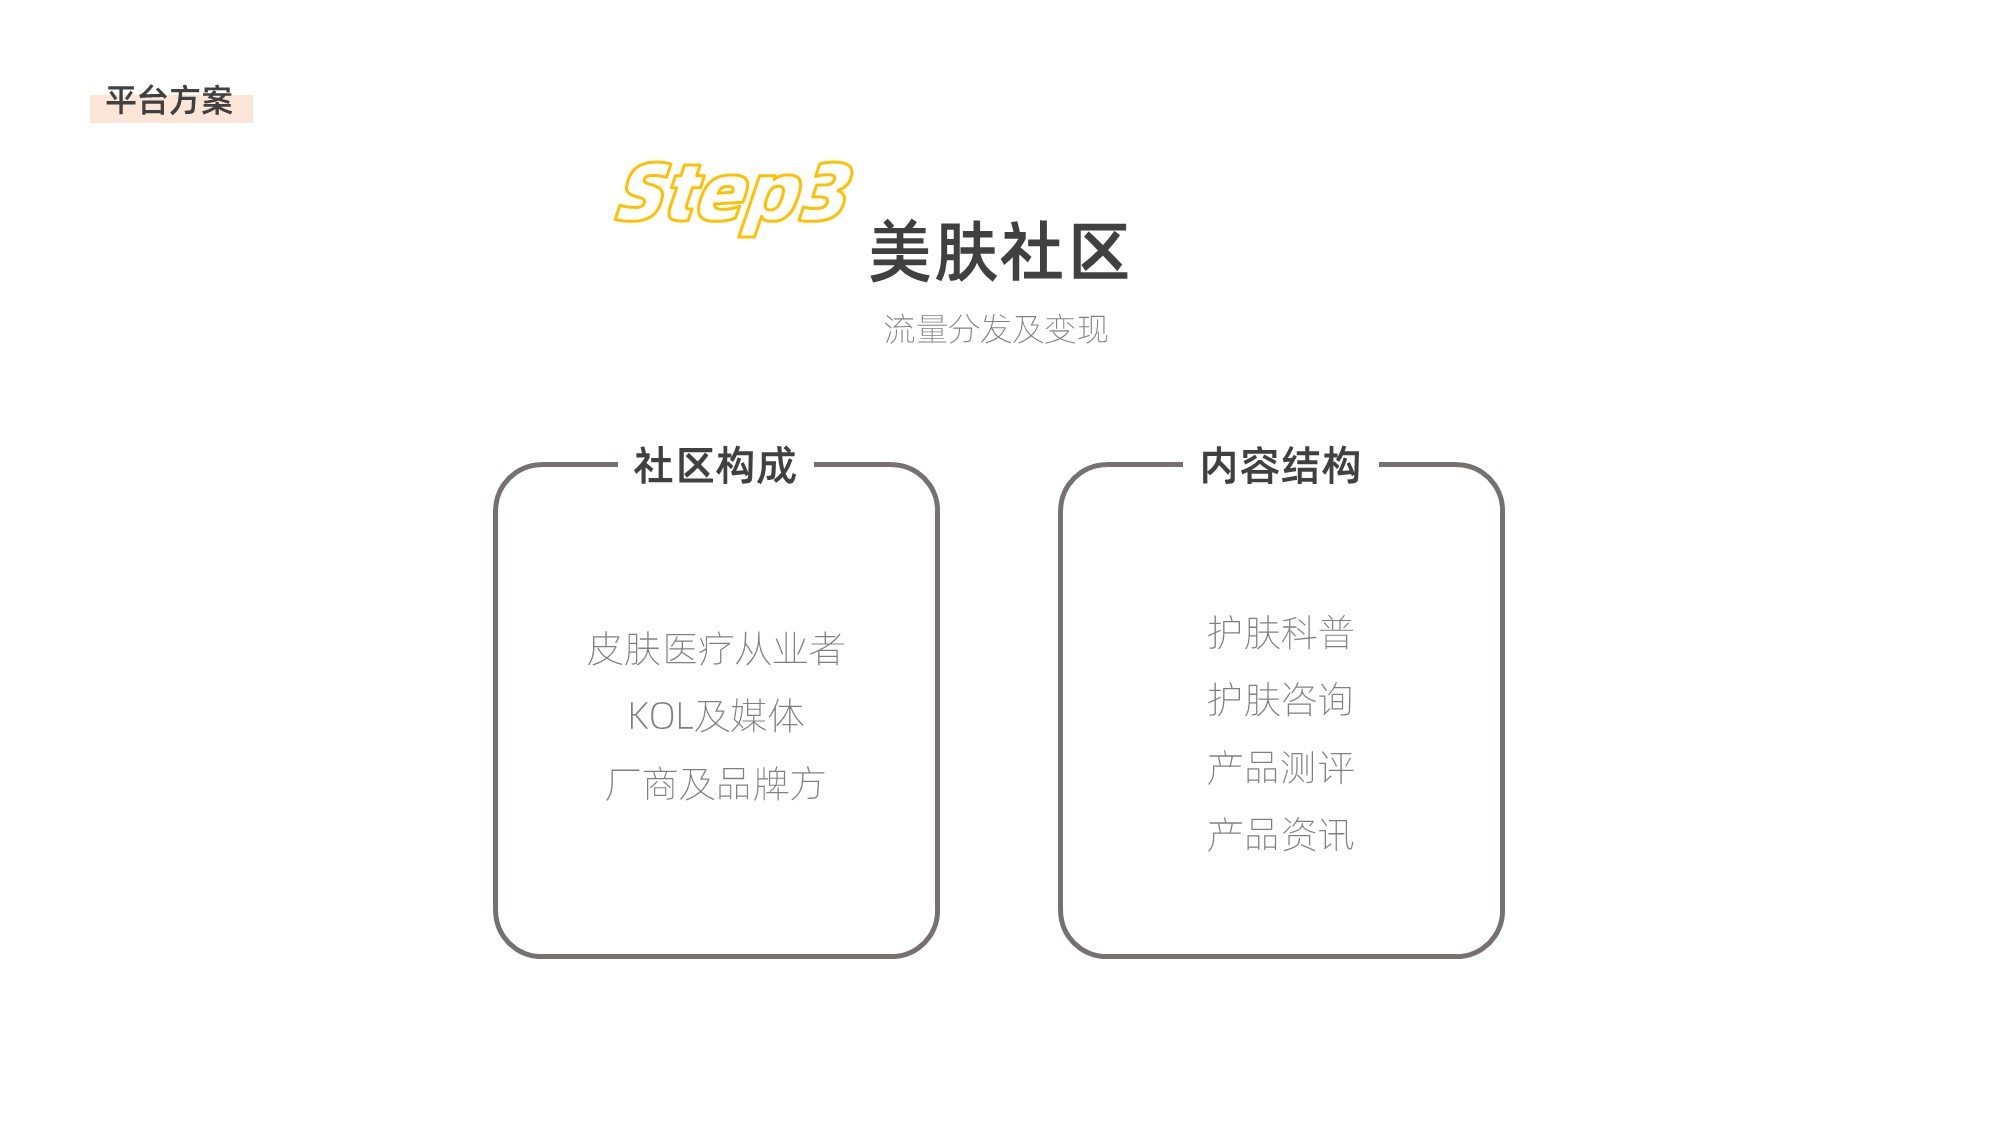 平台方案
Step3
美肤社区
流量分发及变现
社区构成
皮肤医疗从业者
KOL及媒体
厂商及品牌方
内容结构
护肤科普
护肤咨询
产品测评
产品资讯